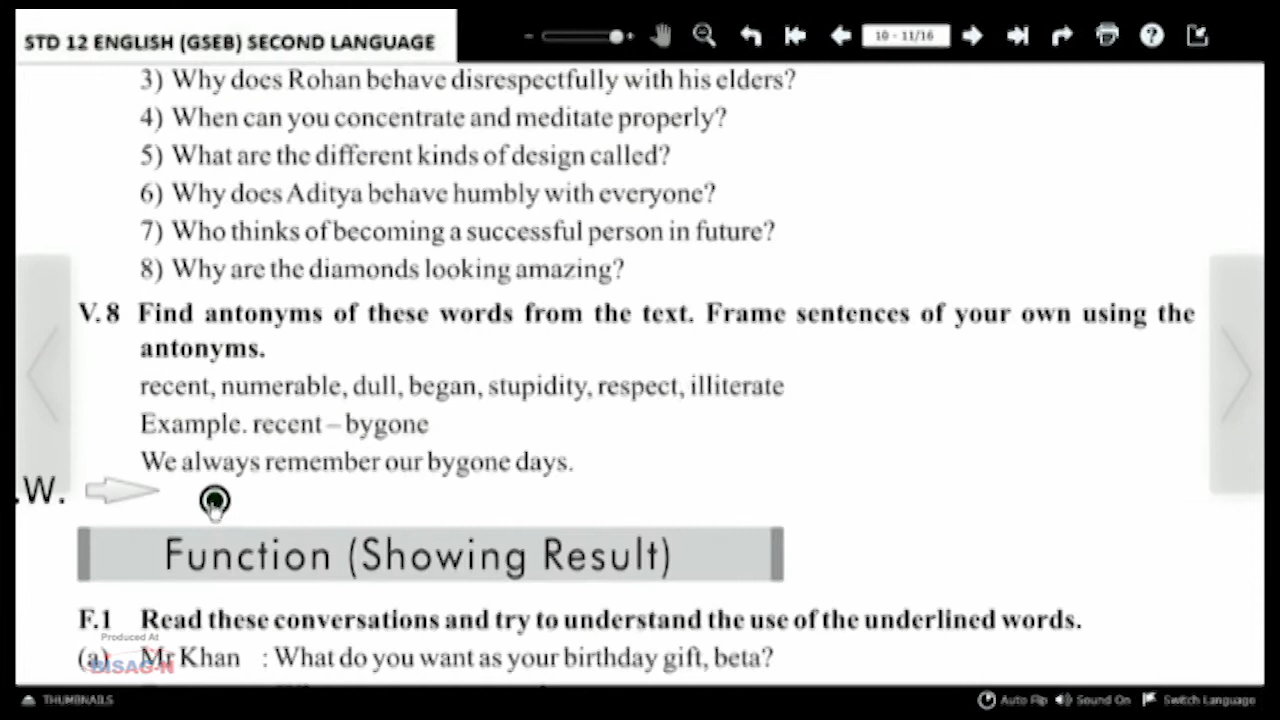 STD 12 ENGLISH (GSEB) SECOND LANGUAGE
10 - 11/16
3) Why does Rohan behave disrespectfully with his elders?
4) When can you concentrate and meditate properly?
5) What are the different kinds of design called?
6) Why does Aditya behave humbly with everyone?
7) Who thinks of becoming a successful person in future?
8) Why are the diamonds looking amazing?
V.8 Find antonyms of these words from the text. Frame sentences of your own using the
antonyms.
recent, numerable, dull, began, stupidity, respect, illiterate
Example. recent – bygone
We always remember our bygone days.
.W.
Function (Showing Result)
F.1 Read these conversations and try to understand the use of the underlined words.
Produced At
BISAG-N
(a) Mr Khan : What do you want as your birthday gift, beta?
THUMBNAILS Auto Flip Sound On Switch Language